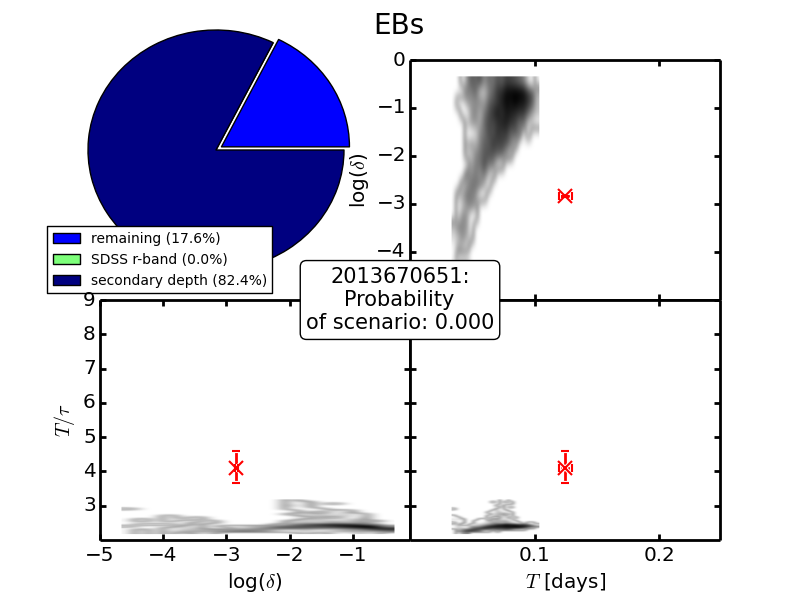 EBs
0
−1
−2
−3
−4
log(δ)
remaining (17.6%)
SDSS r-band (0.0%)
secondary depth (82.4%)
2013670651:
Probability
of scenario: 0.000
9
8
7
6
5
4
3
T/τ
−5 −4 −3 −2 −1
log(δ)
0.1 0.2
T [days]